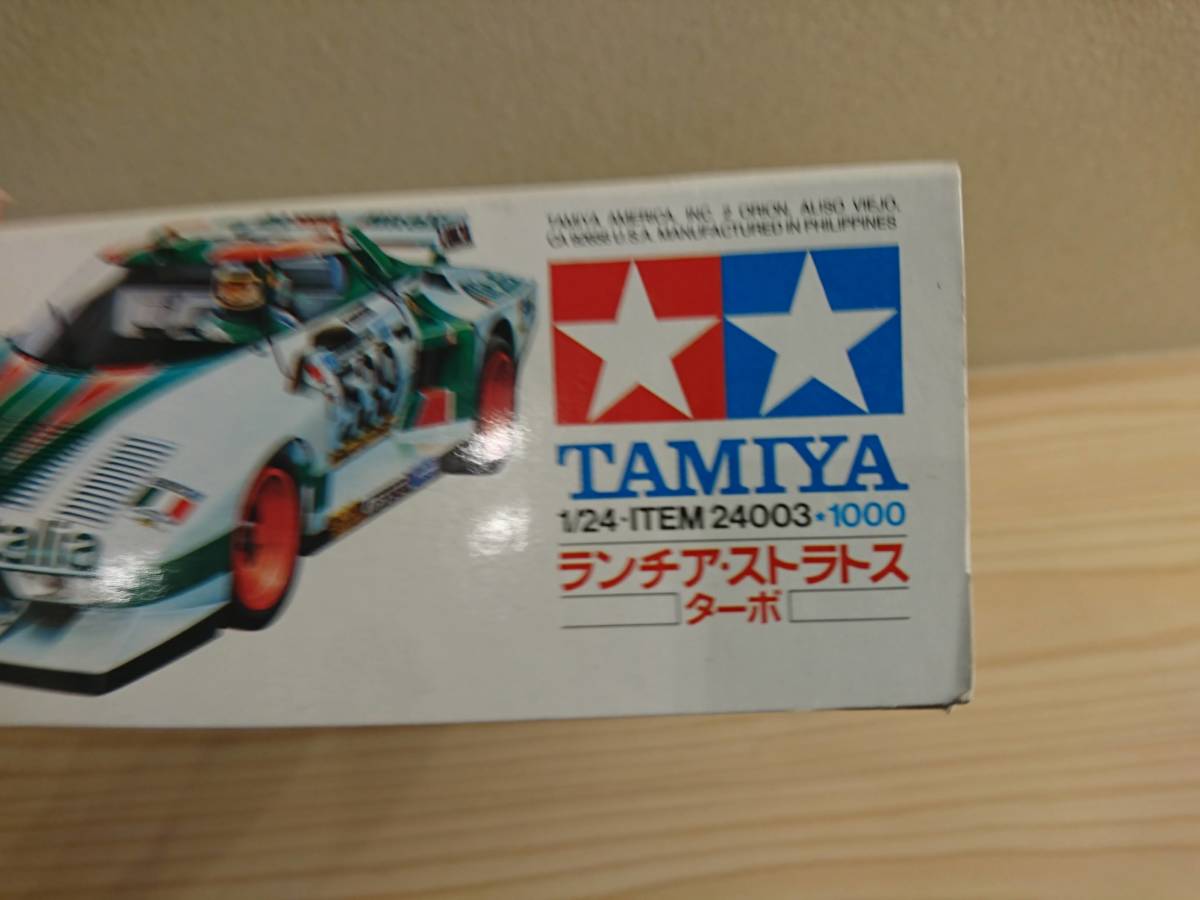 TAMIYA AMERICA, INC. 2 ORION, ALISO VIEJO,
CA 92656 U.S.A. MANUFACTURED IN PHILIPPINES
TAMIYA
1/24·ITEM 24003★1000
ランチア・ストラトス
ターボ
alia